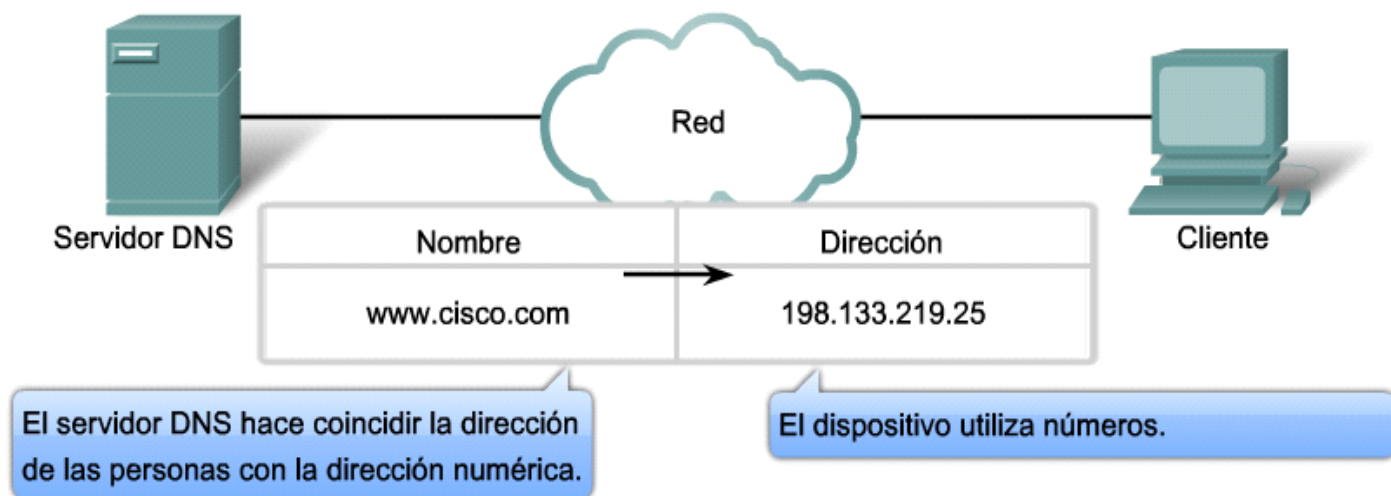 Red
Servidor DNS
Cliente
Nombre
Dirección
www.cisco.com
198.133.219.25
El servidor DNS hace coincidir la dirección
de las personas con la dirección numérica.
El dispositivo utiliza números.